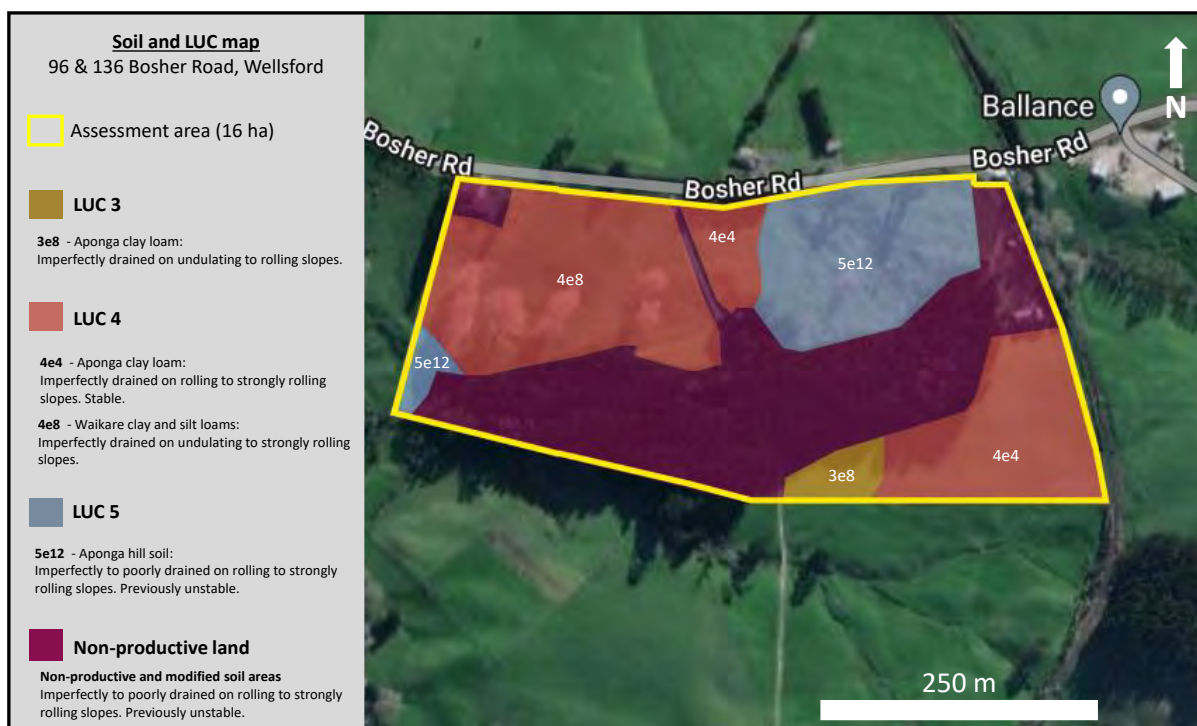 Soil and LUC map
96 & 136 Bosher Road, Wellsford
Assessment area (16 ha)
LUC 3
3e8 - Aponga clay loam:
Imperfectly drained on undulating to rolling slopes.
LUC 4
4e4 - Aponga clay loam:
Imperfectly drained on rolling to strongly rolling
slopes. Stable.
4e8 - Waikare clay and silt loams:
Imperfectly drained on undulating to strongly rolling
slopes.
LUC 5
5e12 - Aponga hill soil:
Imperfectly to poorly drained on rolling to strongly
rolling slopes. Previously unstable.
Non-productive land
Non-productive and modified soil areas
Imperfectly to poorly drained on rolling to strongly
rolling slopes. Previously unstable.
N
Ballance
Bosher Rd
Bosher Rd
Bosher Rd
4e4
5e12
4e8
5e12
4e4
3e8
250 m